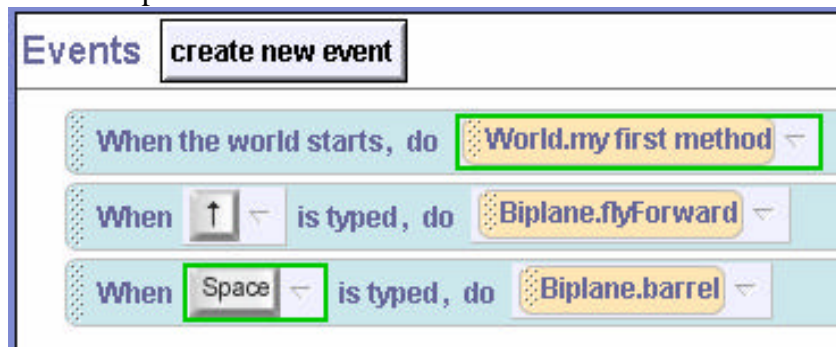 Events create new event
When the world starts, do World.my first method
When ↑ is typed, do Biplane.flyForward
When Space is typed, do Biplane.barrel